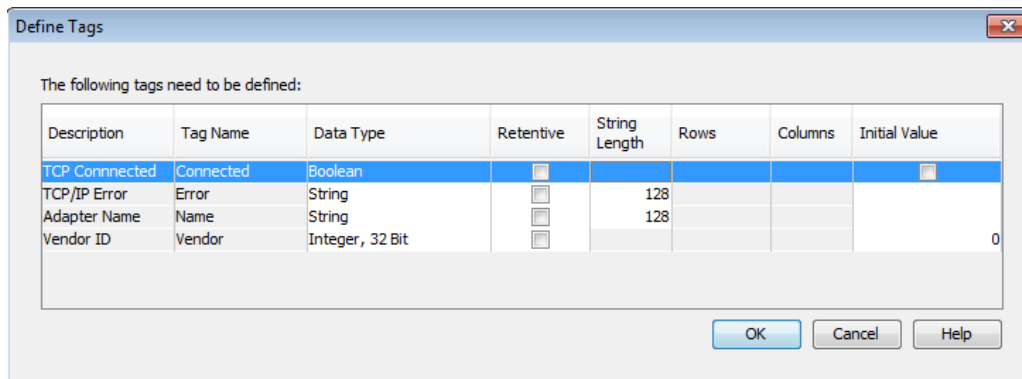 Define Tags
The following tags need to be defined:
Description Tag Name Data Type Retentive String Length Rows Columns Initial Value
TCP Connnected Connected Boolean
TCP/IP Error Error String 128
Adapter Name Name String 128
Vendor ID Vendor Integer, 32 Bit 0
OK Cancel Help